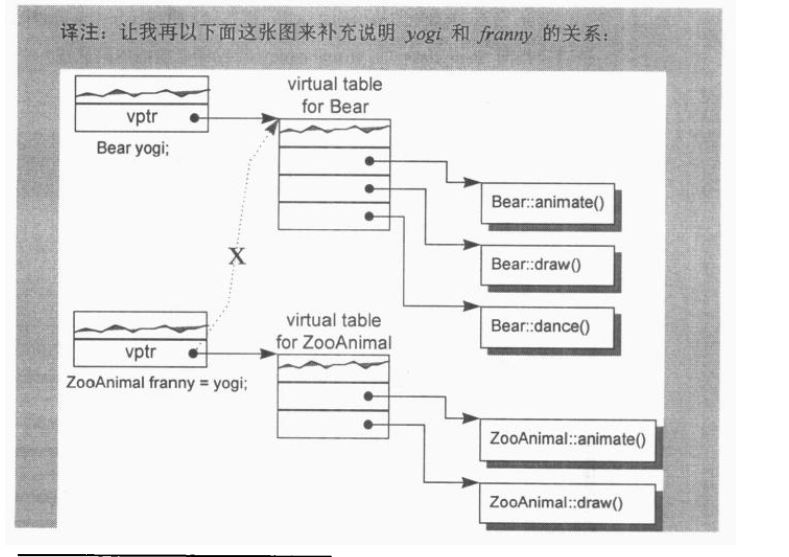 译注：让我再以下面这张图来补充说明 yogi 和 franny 的关系：
virtual table
for Bear
vptr
Bear yogi;
Bear::animate()
Bear::draw()
X
Bear::dance()
virtual table
for ZooAnimal
vptr
ZooAnimal franny = yogi;
ZooAnimal::animate()
ZooAnimal::draw()